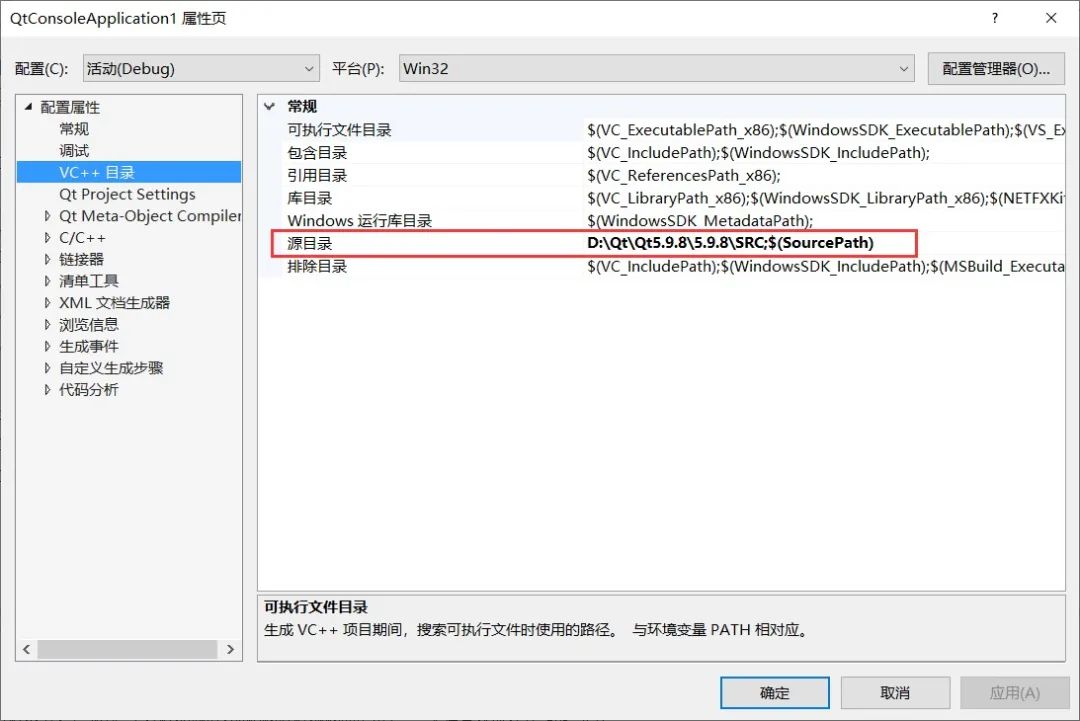 QtConsoleApplication1 属性页
?
配置(C): 活动(Debug) 平台(P): Win32 配置管理器(O)...
配置属性
常规
调试
VC++ 目录
Qt Project Settings
Qt Meta-Object Compiler
C/C++
链接器
清单工具
XML 文档生成器
浏览信息
生成事件
自定义生成步骤
代码分析
常规
可执行文件目录 $(VC_ExecutablePath_x86);$(WindowsSDK_ExecutablePath);$(VS_Ex
包含目录 $(VC_IncludePath);$(WindowsSDK_IncludePath);
引用目录 $(VC_ReferencesPath_x86);
库目录 $(VC_LibraryPath_x86);$(WindowsSDK_LibraryPath_x86);$(NETFXKi
Windows 运行库目录 $(WindowsSDK_MetadataPath);
源目录 D:\Qt\Qt5.9.8\5.9.8\SRC;$(SourcePath)
排除目录 $(VC_IncludePath);$(WindowsSDK_IncludePath);$(MSBuild_Executa
可执行文件目录
生成 VC++ 项目期间，搜索可执行文件时使用的路径。 与环境变量 PATH 相对应。
确定 取消 应用(A)